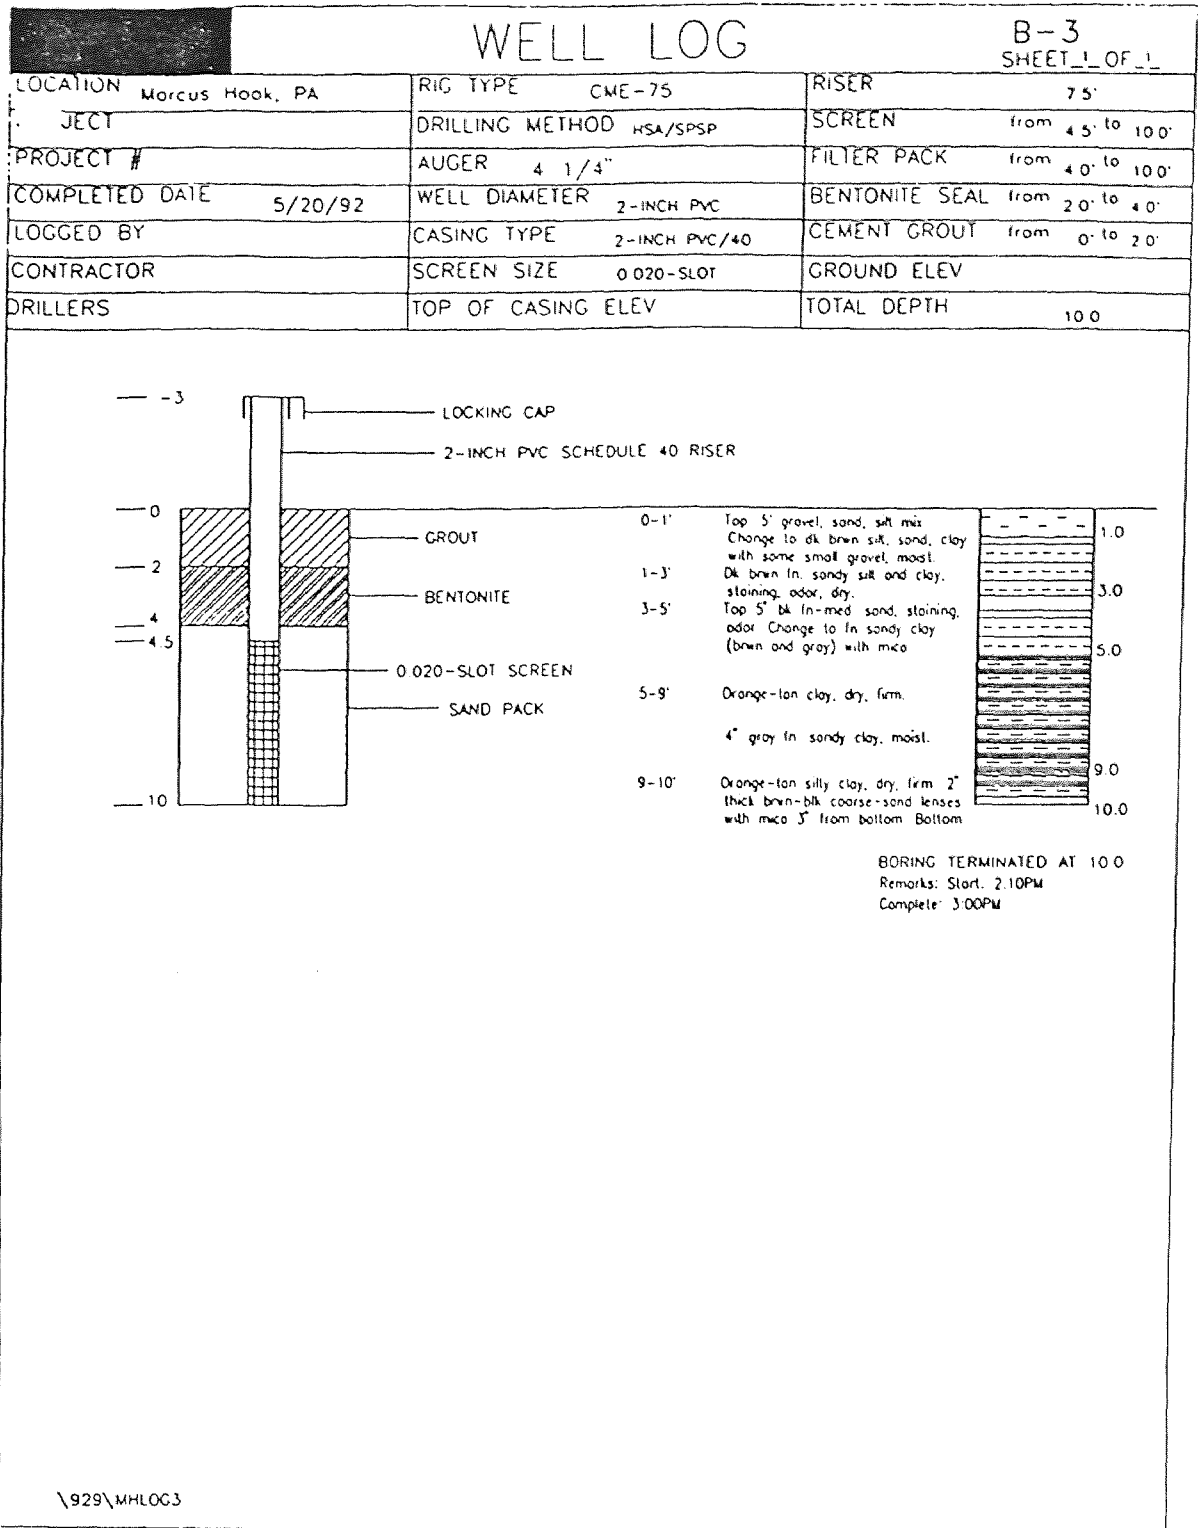 WELL LOG
B-3
SHEET 1 OF 1
LOCATION Marcus Hook, PA
RIG TYPE CME-75
RISER 7 5'
JECT
DRILLING METHOD HSA/SPSP
SCREEN from 4 5' to 10 0'
PROJECT #
AUGER 4 1/4"
FILTER PACK from 4 0' to 10 0'
COMPLETED DATE 5/20/92
WELL DIAMETER 2-INCH PVC
BENTONITE SEAL from 2 0' to 4 0'
LOGGED BY
CASING TYPE 2-INCH PVC/40
CEMENT GROUT from 0' to 2 0'
CONTRACTOR
SCREEN SIZE 0 020-SLOT
GROUND ELEV
DRILLERS
TOP OF CASING ELEV
TOTAL DEPTH 10 0
-3
LOCKING CAP
2-INCH PVC SCHEDULE 40 RISER
0
GROUT
2
BENTONITE
4
4.5
0 020-SLOT SCREEN
SAND PACK
10
0-1' Top 5' gravel, sand, silt mix
Change to dk brwn silt, sand, clay
with some small gravel, moist.
1-3' Dk brwn fn. sandy silt and clay,
staining, odor, dry.
3-5' Top 5" bk fn-med sand, staining,
odor Change to fn sandy clay
(brwn and gray) with mica
5-9' Orange-tan clay, dry, firm.
4" gray fn sandy clay, moist.
9-10' Orange-tan silty clay, dry, firm 2"
thick brwn-blk coarse-sand lenses
with mica 3" from bottom Bottom
1.0
3.0
5.0
9.0
10.0
BORING TERMINATED AT 10 0
Remarks: Start. 2.10PM
Complete: 3:00PM
\929\MHLOG3